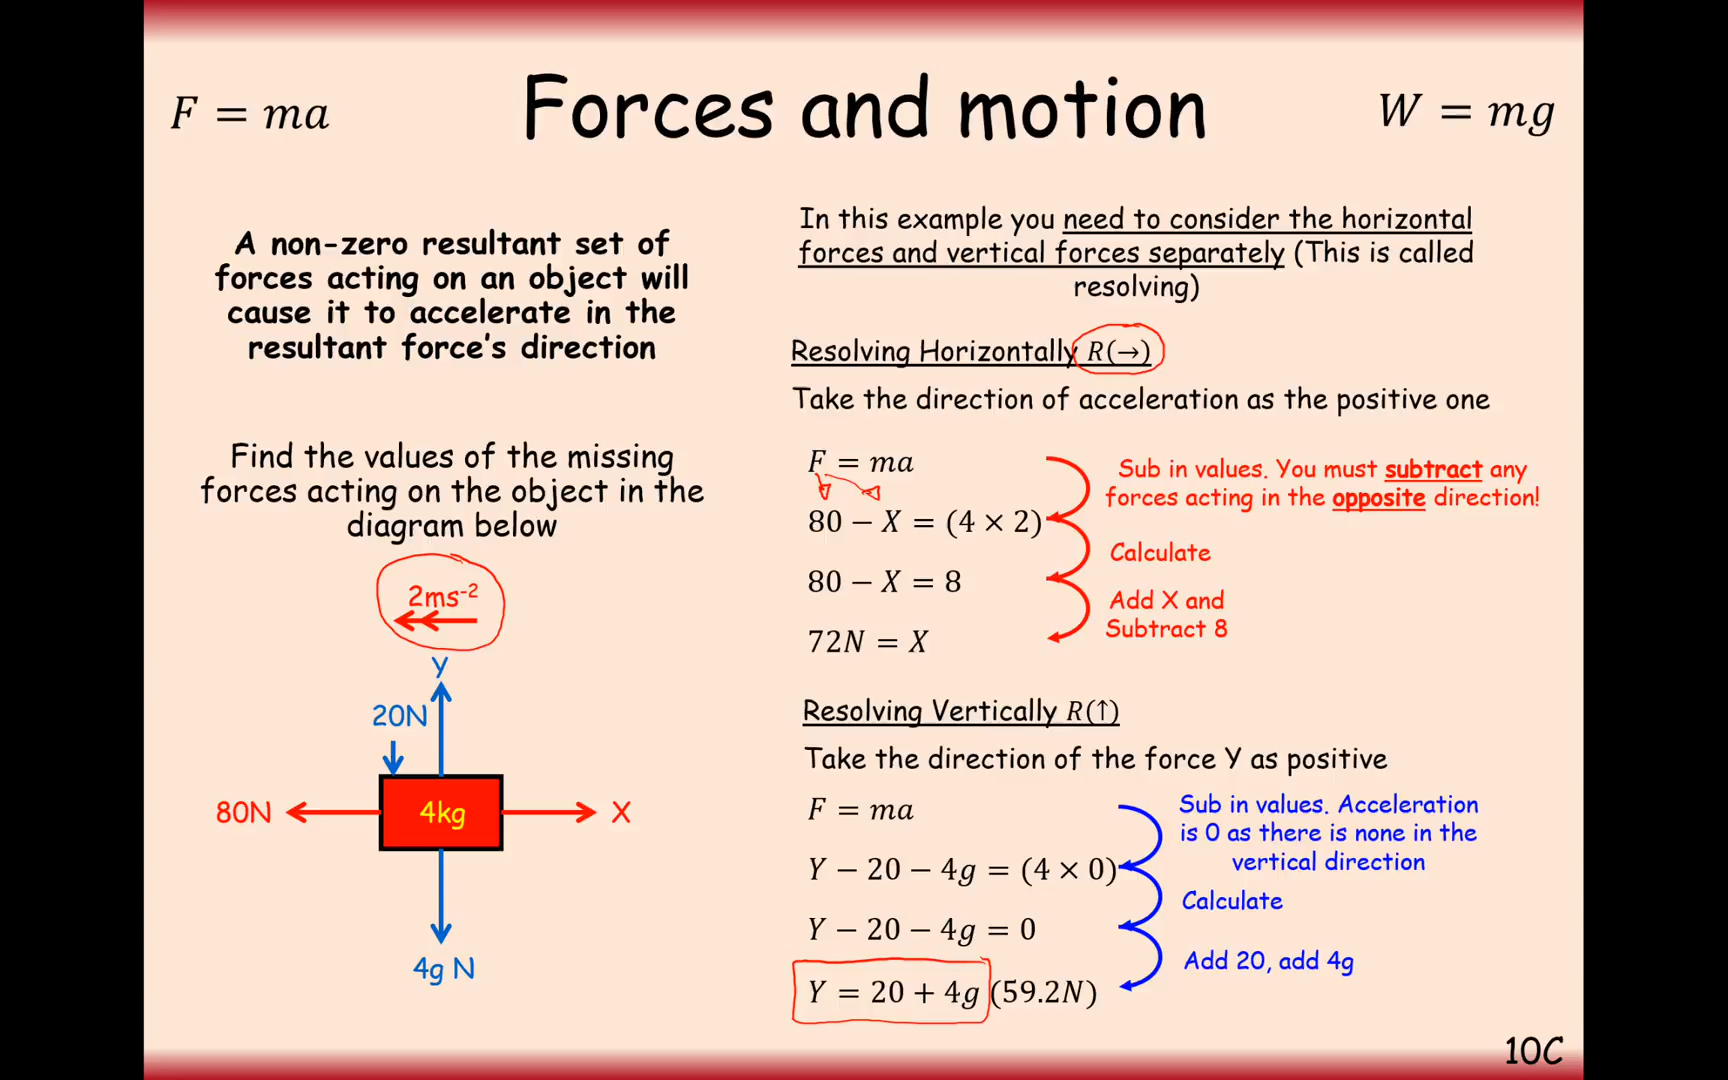 F = ma
Forces and motion
W = mg
A non-zero resultant set of
forces acting on an object will
cause it to accelerate in the
resultant force's direction
Find the values of the missing
forces acting on the object in the
diagram below
2ms⁻²
Y
20N
80N
4kg
X
4g N
In this example you need to consider the horizontal
forces and vertical forces separately (This is called
resolving)
Resolving Horizontally R(→)
Take the direction of acceleration as the positive one
F = ma
80 − X = (4 × 2)
80 − X = 8
72N = X
Sub in values. You must subtract any
forces acting in the opposite direction!
Calculate
Add X and
Subtract 8
Resolving Vertically R(↑)
Take the direction of the force Y as positive
F = ma
Y − 20 − 4g = (4 × 0)
Y − 20 − 4g = 0
Y = 20 + 4g (59.2N)
Sub in values. Acceleration
is 0 as there is none in the
vertical direction
Calculate
Add 20, add 4g
10C